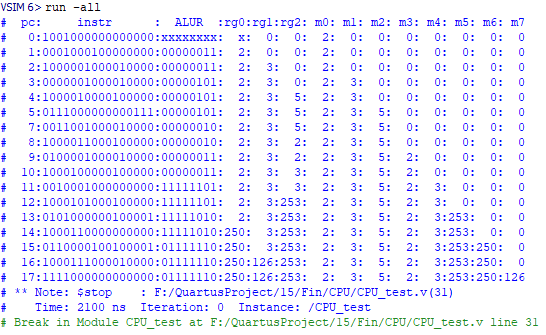 VSIM 6> run -all
#  pc:     instr      :  ALUR  :rg0:rg1:rg2: m0: m1: m2: m3: m4: m5: m6: m7
#   0:1001000000000000:xxxxxxxx:  x:  0:  0:  2:  0:  0:  0:  0:  0:  0:  0
#   1:0001000100000000:00000011:  2:  0:  0:  2:  0:  0:  0:  0:  0:  0:  0
#   2:1000000100010000:00000011:  2:  3:  0:  2:  0:  0:  0:  0:  0:  0:  0
#   3:0000001000010000:00000101:  2:  3:  0:  2:  3:  0:  0:  0:  0:  0:  0
#   4:1000001000100000:00000101:  2:  3:  5:  2:  3:  0:  0:  0:  0:  0:  0
#   5:0111000000000111:00000101:  2:  3:  5:  2:  3:  5:  0:  0:  0:  0:  0
#   7:0011001000010000:00000010:  2:  3:  5:  2:  3:  5:  0:  0:  0:  0:  0
#   8:1000001100100000:00000010:  2:  3:  2:  2:  3:  5:  0:  0:  0:  0:  0
#   9:0100001000010000:00000011:  2:  3:  2:  2:  3:  5:  2:  0:  0:  0:  0
#  10:1000010000100000:00000011:  2:  3:  3:  2:  3:  5:  2:  0:  0:  0:  0
#  11:0010001000010000:11111101:  2:  3:  3:  2:  3:  5:  2:  3:  0:  0:  0
#  12:1000010100100000:11111101:  2:  3:253:  2:  3:  5:  2:  3:  0:  0:  0
#  13:0101000000100001:11111010:  2:  3:253:  2:  3:  5:  2:  3:253:  0:  0
#  14:1000011000000000:11111010:250:  3:253:  2:  3:  5:  2:  3:253:  0:  0
#  15:0110000100100001:01111110:250:  3:253:  2:  3:  5:  2:  3:253:250:  0
#  16:1000011100010000:01111110:250:126:253:  2:  3:  5:  2:  3:253:250:  0
#  17:1111000000000000:01111110:250:126:253:  2:  3:  5:  2:  3:253:250:126
# ** Note: $stop    : F:/QuartusProject/15/Fin/CPU/CPU_test.v(31)
#    Time: 2100 ns  Iteration: 0  Instance: /CPU_test
# Break in Module CPU_test at F:/QuartusProject/15/Fin/CPU/CPU_test.v line 31